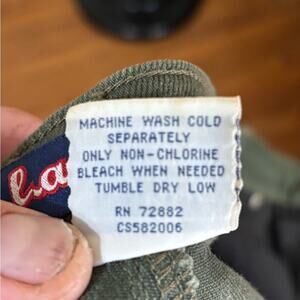 MACHINE WASH COLD
SEPARATELY
ONLY NON-CHLORINE
BLEACH WHEN NEEDED
TUMBLE DRY LOW
RN 72882
CS582006